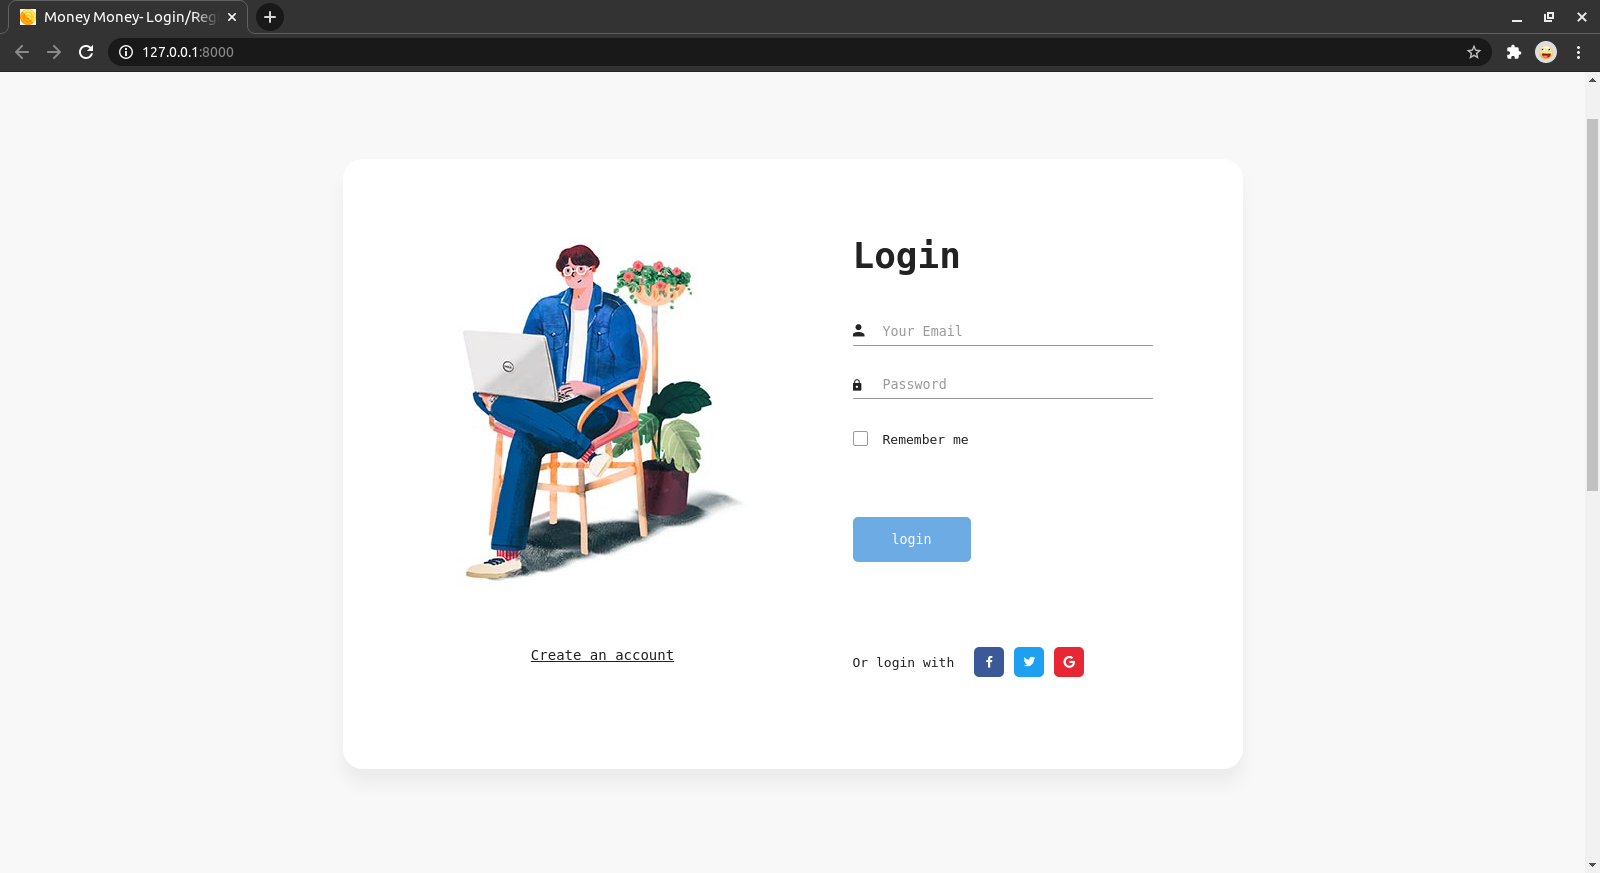 Money Money- Login/Reg
127.0.0.1:8000
Login
Your Email
Password
Remember me
login
Create an account
Or login with